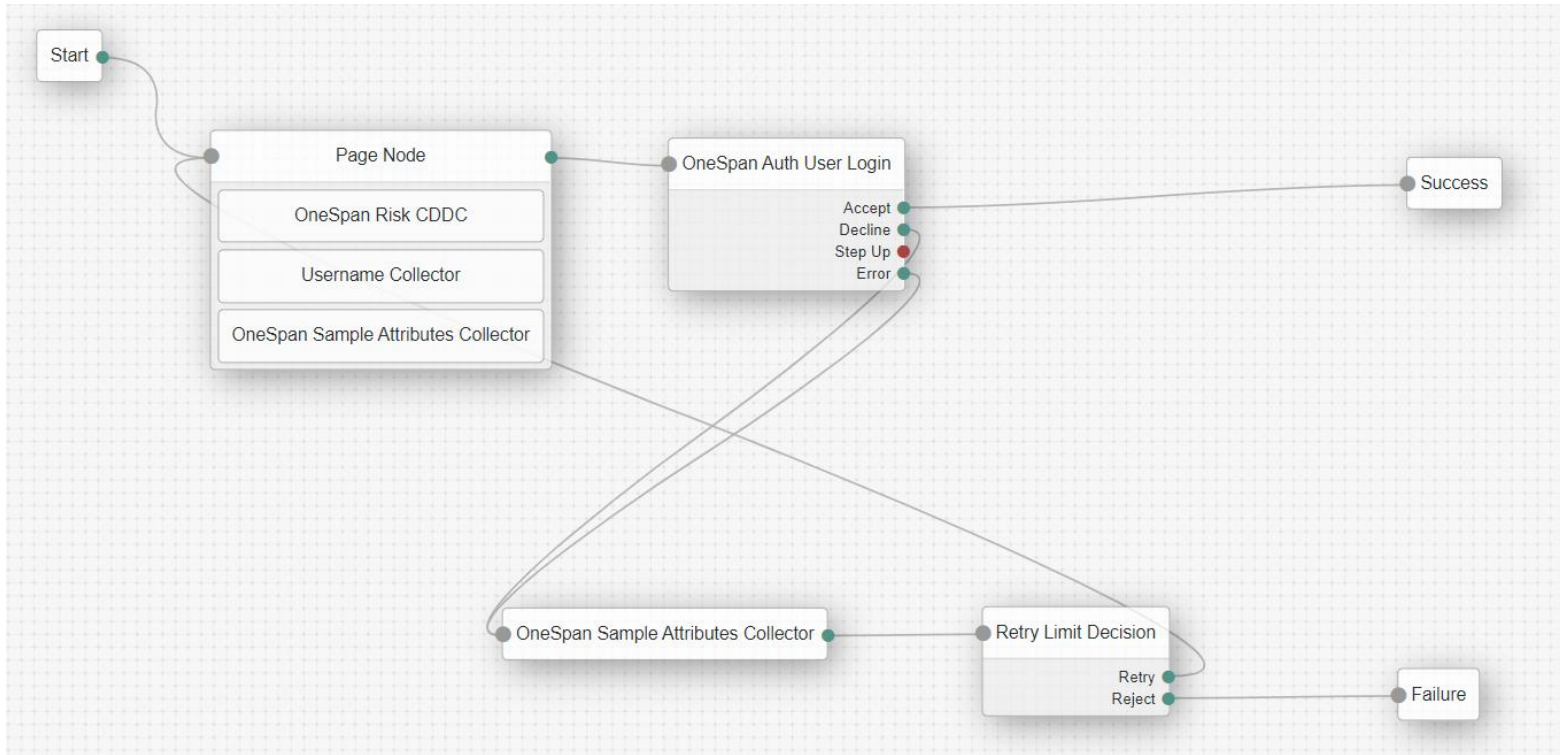 Start
Page Node
OneSpan Risk CDDC
Username Collector
OneSpan Sample Attributes Collector
OneSpan Auth User Login
Accept
Decline
Step Up
Error
Success
OneSpan Sample Attributes Collector
Retry Limit Decision
Retry
Reject
Failure